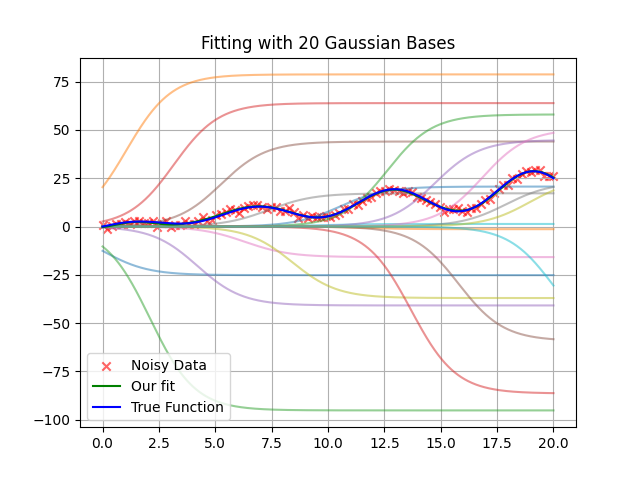 Fitting with 20 Gaussian Bases
75
50
25
0
−25
−50
−75
−100
Noisy Data
Our fit
True Function
0.0 2.5 5.0 7.5 10.0 12.5 15.0 17.5 20.0